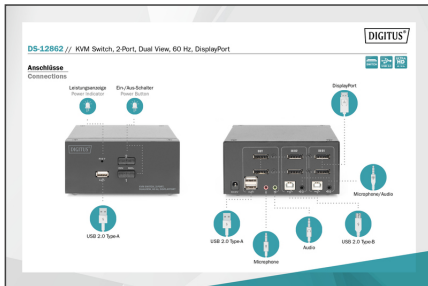 DIGITUS®
DS-12862 // KVM Switch, 2-Port, Dual View, 60 Hz, DisplayPort
Anschlüsse
Connections
Leistungsanzeige
Power Indicator
Ein-/Aus-Schalter
Power Button
DisplayPort
DIGITUS
USB 2.0 Type-A
USB 2.0 Type-A
Microphone
Audio
USB 2.0 Type-B
Microphone/Audio